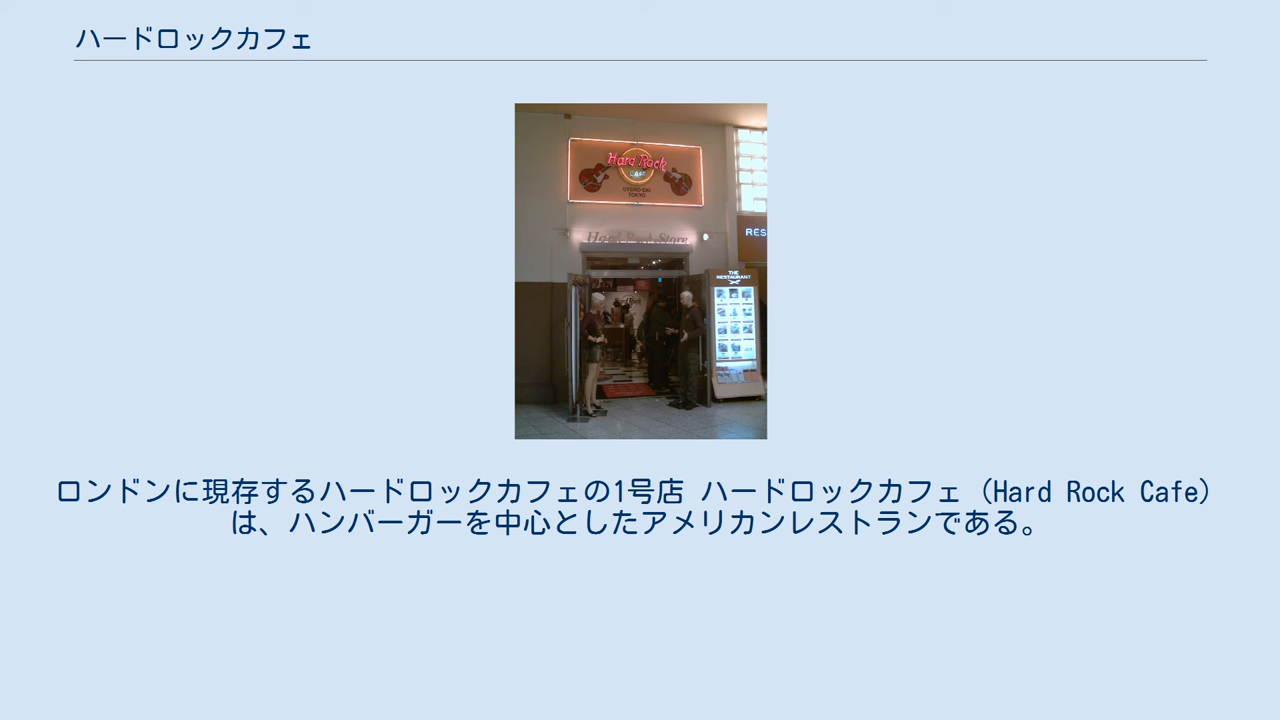 ハードロックカフェ
Hard Rock
CAFE
UYENO-EKI
TOKYO
Hard Rock Store
RES
THE
RESTAURANT
Hard Rock
ロンドンに現存するハードロックカフェの1号店 ハードロックカフェ（Hard Rock Cafe）
は、ハンバーガーを中心としたアメリカンレストランである。